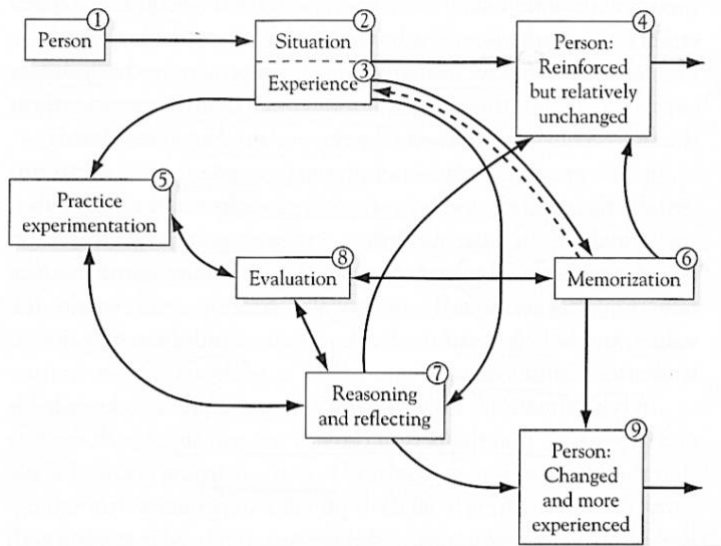 1
Person
2
Situation
3
Experience
4
Person:
Reinforced
but relatively
unchanged
5
Practice
experimentation
8
Evaluation
6
Memorization
7
Reasoning
and reflecting
9
Person:
Changed
and more
experienced